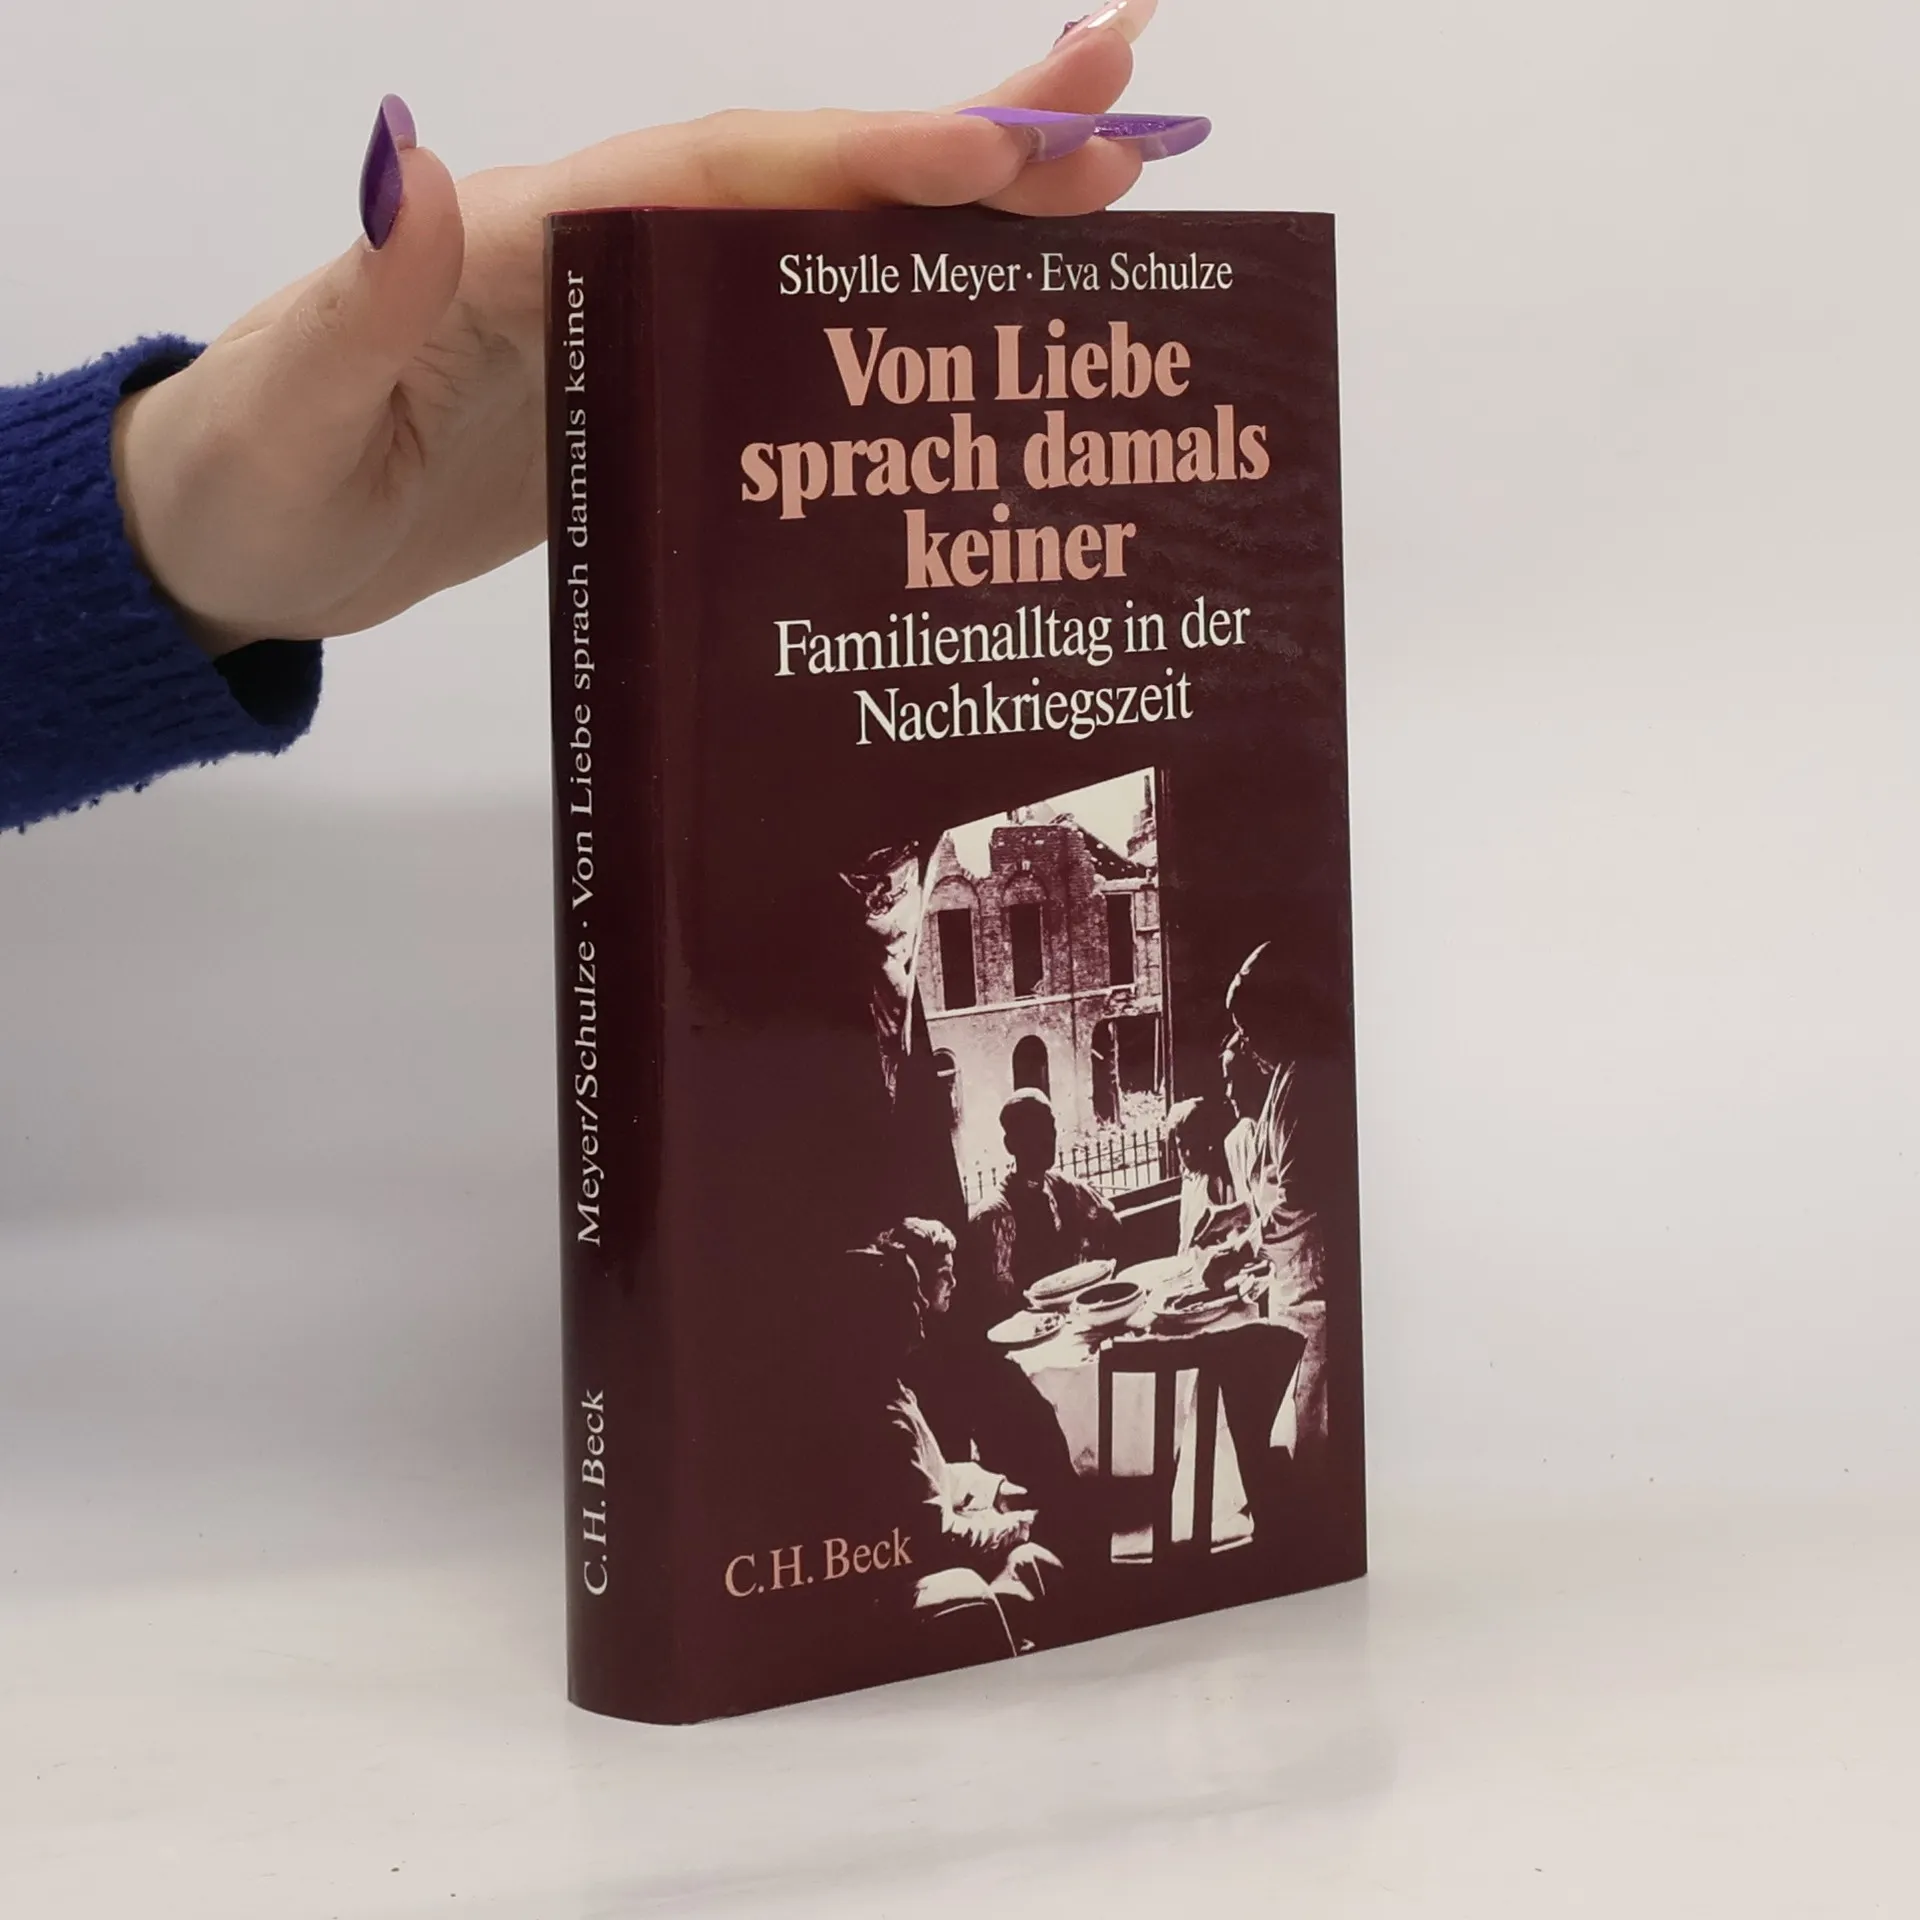 Sibylle Meyer · Eva Schulze
Von Liebe
sprach damals
keiner
Familienalltag in der
Nachkriegszeit
C.H.Beck
Meyer/Schulze · Von Liebe sprach damals keiner
C.H.Beck